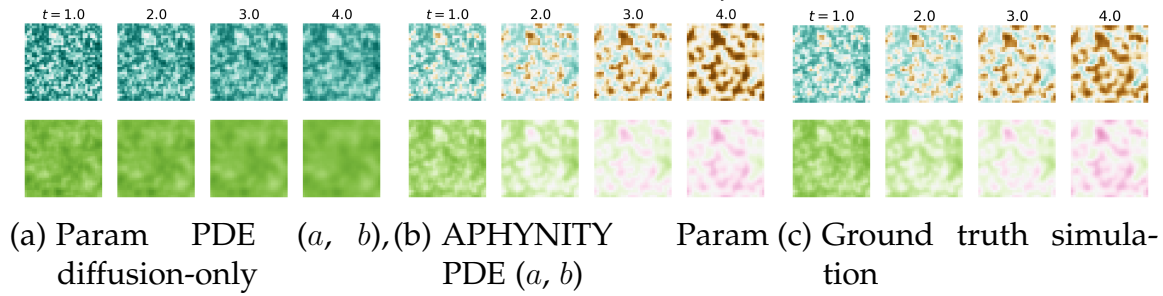 t = 1.0 2.0 3.0 4.0 t = 1.0 2.0 3.0 4.0 t = 1.0 2.0 3.0 4.0
(a) Param PDE (a, b),
diffusion-only
(b) APHYNITY Param
PDE (a, b)
(c) Ground truth simula-
tion